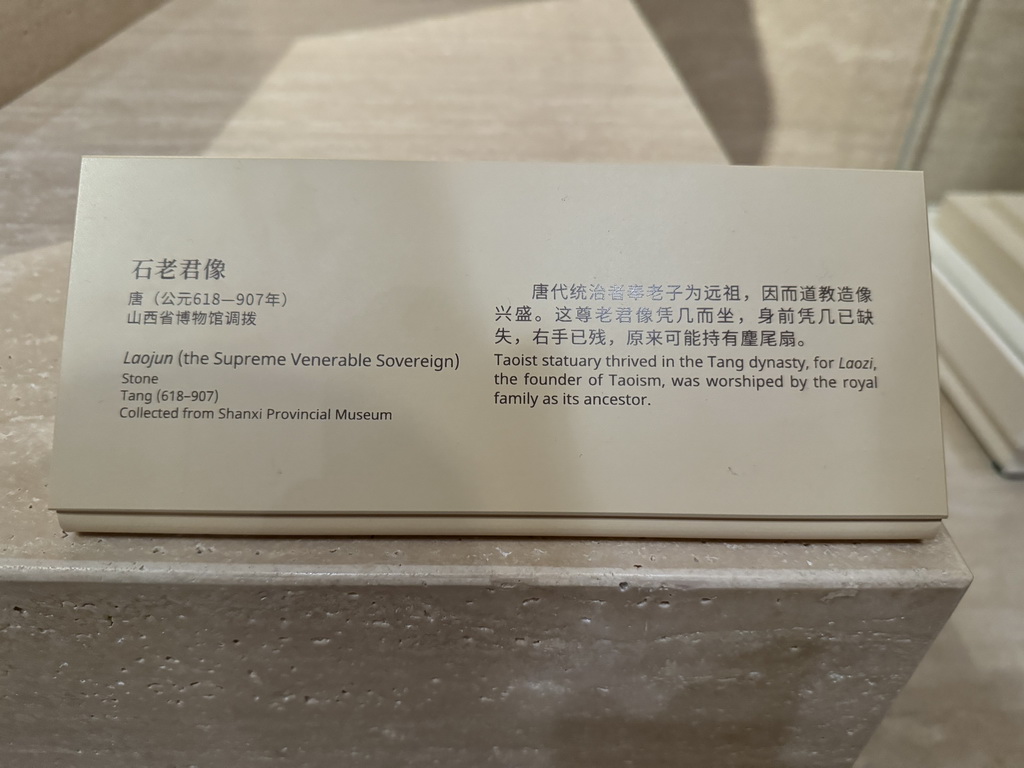 石老君像
唐（公元618—907年）
山西省博物馆调拨
Laojun (the Supreme Venerable Sovereign)
Stone
Tang (618–907)
Collected from Shanxi Provincial Museum
唐代统治者奉老子为远祖，因而道教造像
兴盛。这尊老君像凭几而坐，身前凭几已缺
失，右手已残，原来可能持有麈尾扇。
Taoist statuary thrived in the Tang dynasty, for Laozi,
the founder of Taoism, was worshiped by the royal
family as its ancestor.